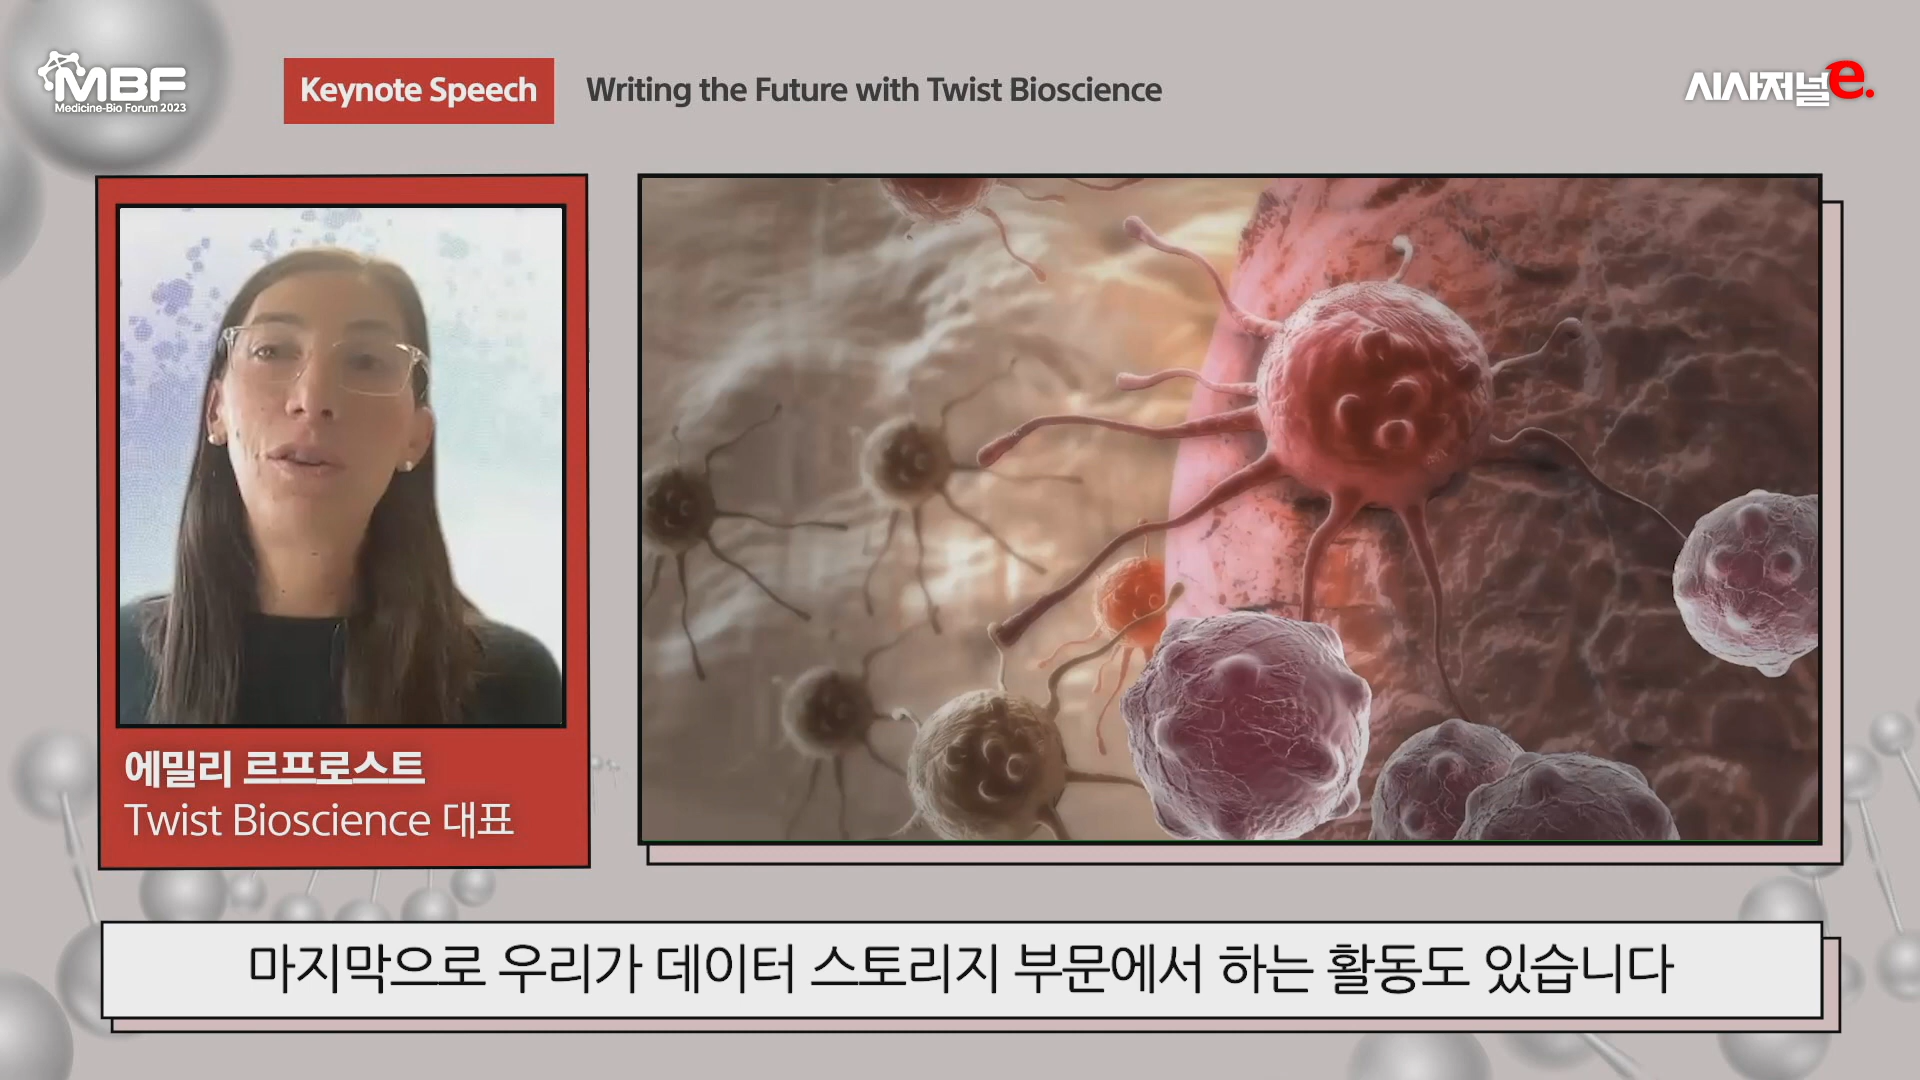 MBF
Medicine-Bio Forum 2023
Keynote Speech
Writing the Future with Twist Bioscience
시사저널e.
에밀리 르프로스트
Twist Bioscience 대표
마지막으로 우리가 데이터 스토리지 부문에서 하는 활동도 있습니다